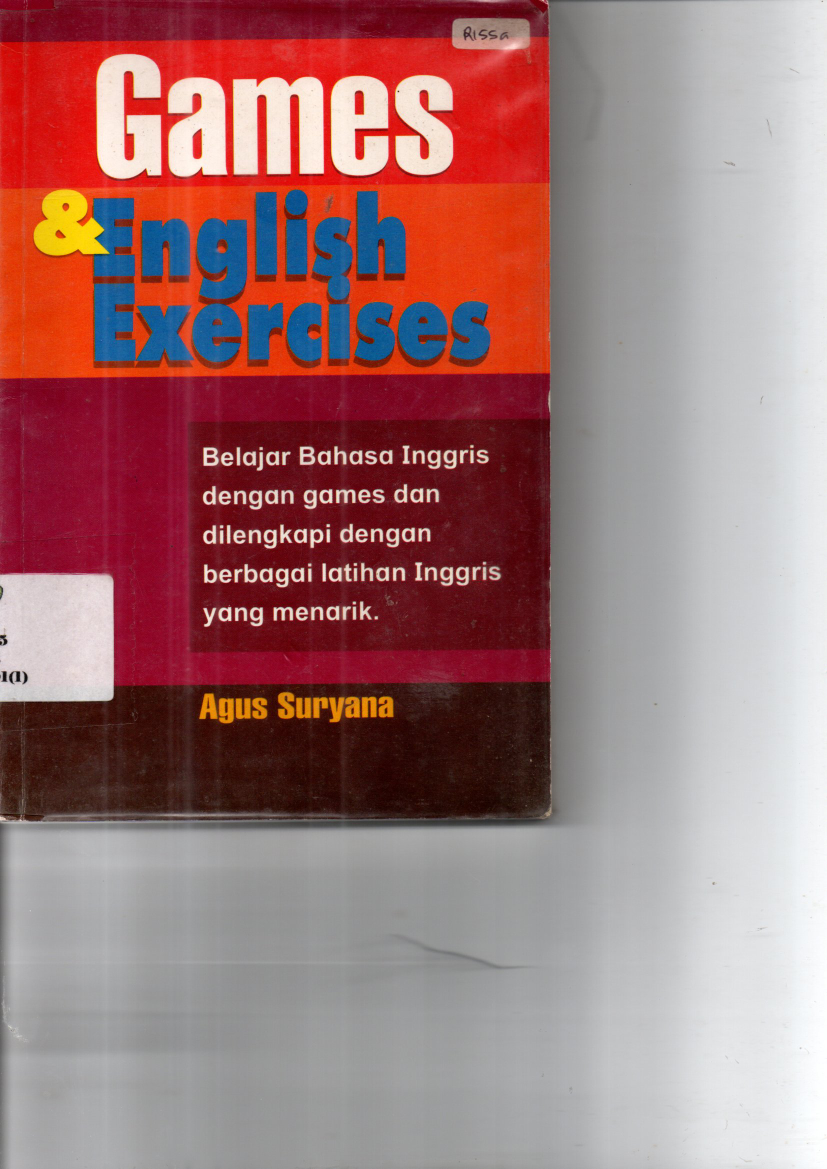 Rissa
Games
& English
Exercises
Belajar Bahasa Inggris
dengan games dan
dilengkapi dengan
berbagai latihan Inggris
yang menarik.
Agus Suryana